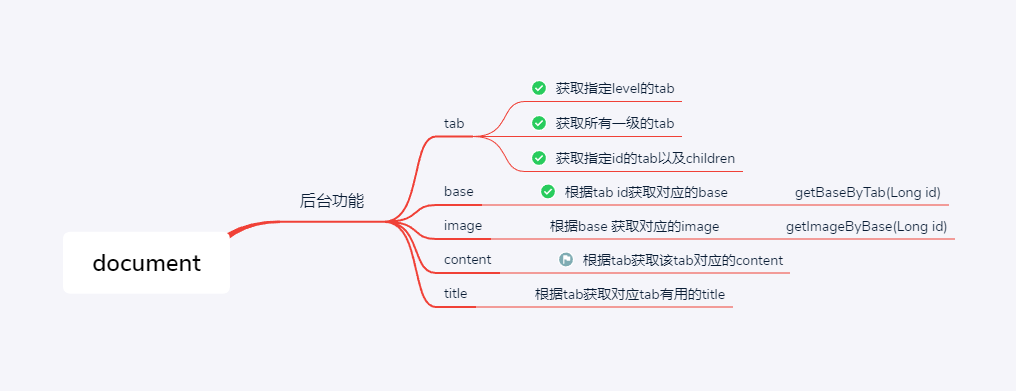 document
后台功能
tab
获取指定level的tab
获取所有一级的tab
获取指定id的tab以及children
base
根据tab id获取对应的base
getBaseByTab(Long id)
image
根据base 获取对应的image
getImageByBase(Long id)
content
根据tab获取该tab对应的content
title
根据tab获取对应tab有用的title